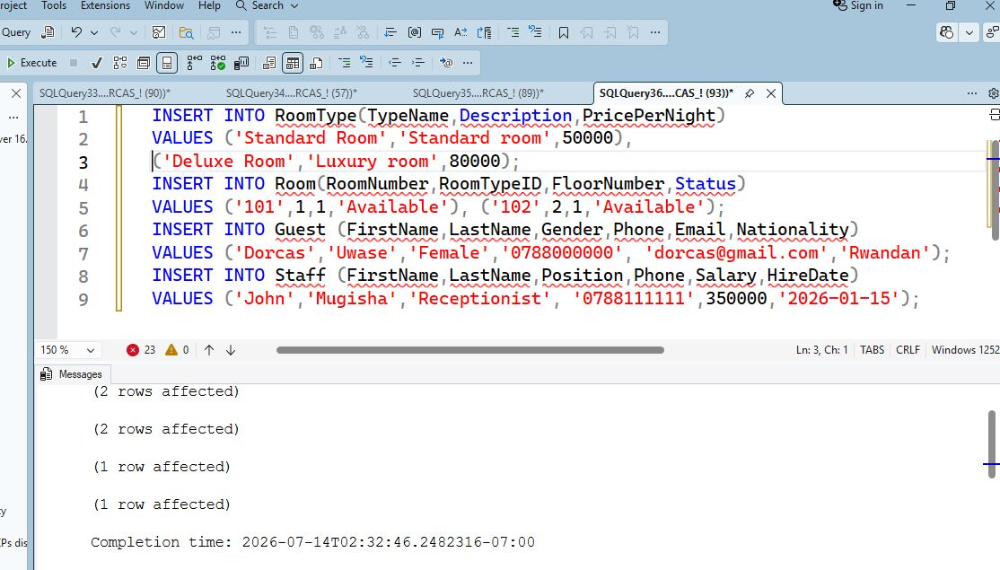 roject Tools Extensions Window Help Search Sign in
Query
Execute
SQLQuery33....RCAS_! (90))* SQLQuery34....RCAS_! (57))* SQLQuery35....RCAS_! (89))* SQLQuery36....CAS_! (93))*
ver 16.
1 INSERT INTO RoomType(TypeName,Description,PricePerNight)
2 VALUES ('Standard Room','Standard room',50000),
3 ('Deluxe Room','Luxury room',80000);
4 INSERT INTO Room(RoomNumber,RoomTypeID,FloorNumber,Status)
5 VALUES ('101',1,1,'Available'), ('102',2,1,'Available');
6 INSERT INTO Guest (FirstName,LastName,Gender,Phone,Email,Nationality)
7 VALUES ('Dorcas','Uwase','Female','0788000000', 'dorcas@gmail.com','Rwandan');
8 INSERT INTO Staff (FirstName,LastName,Position,Phone,Salary,HireDate)
9 VALUES ('John','Mugisha','Receptionist', '0788111111',350000,'2026-01-15');
150 % 23 0 Ln: 3, Ch: 1 TABS CRLF Windows 1252
Messages
(2 rows affected)
(2 rows affected)
(1 row affected)
(1 row affected)
Completion time: 2026-07-14T02:32:46.2482316-07:00